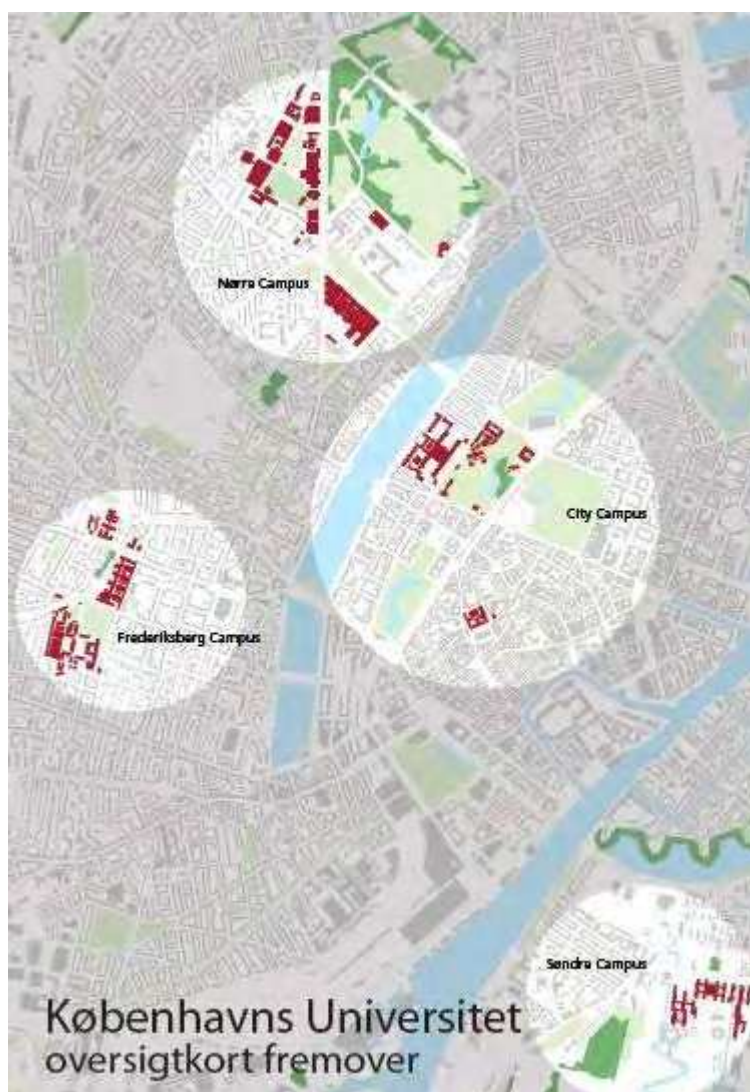 Nørre Campus
City Campus
Frederiksberg Campus
Søndre Campus
Københavns Universitet
oversigtkort fremover